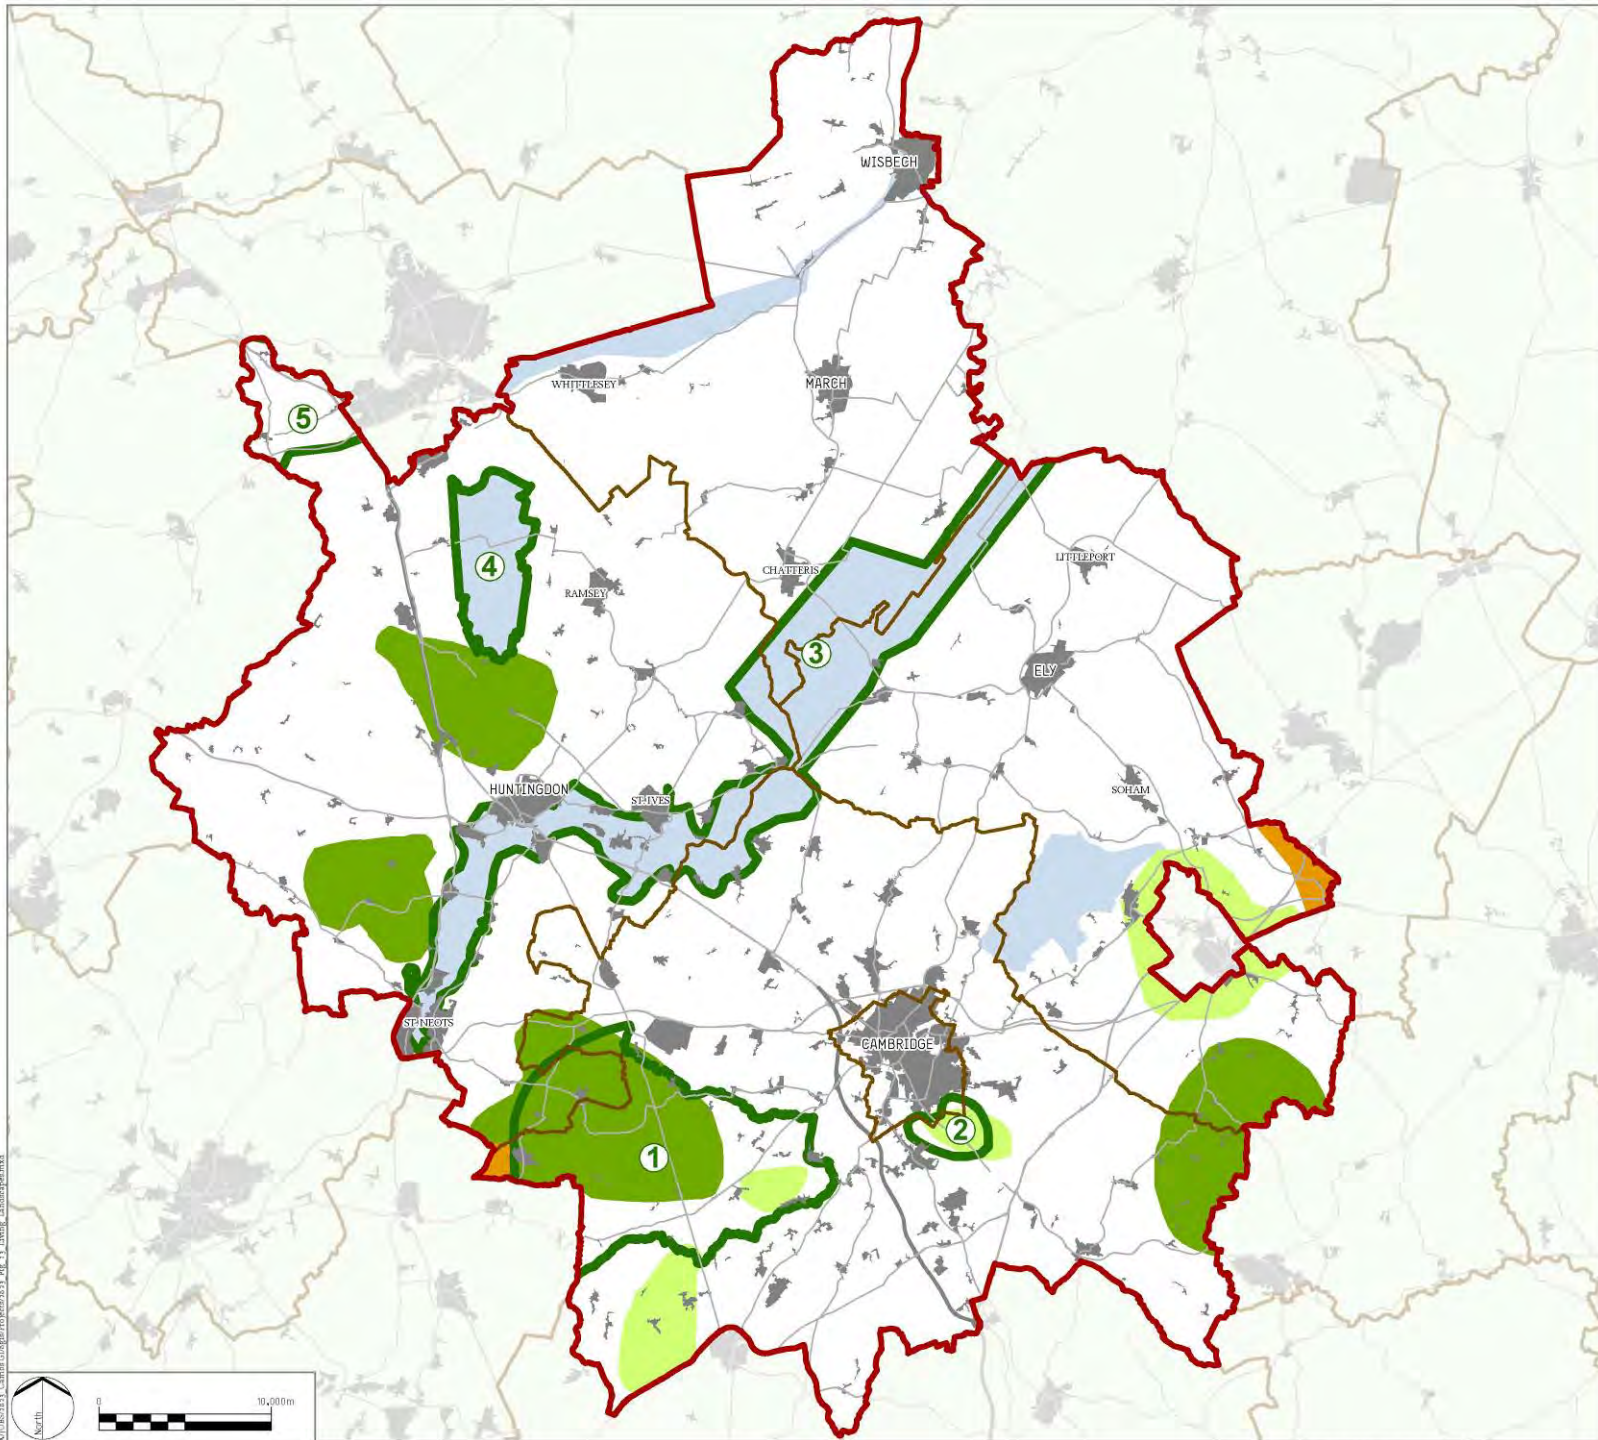 WISBECH
WHITTLESEY
MARCH
5
4
CHATTERIS
LITTLEPORT
RAMSEY
3
ELY
HUNTINGDON
ST. IVES
SOHAM
ST. NEOTS
CAMBRIDGE
2
1
North
0
10,000m